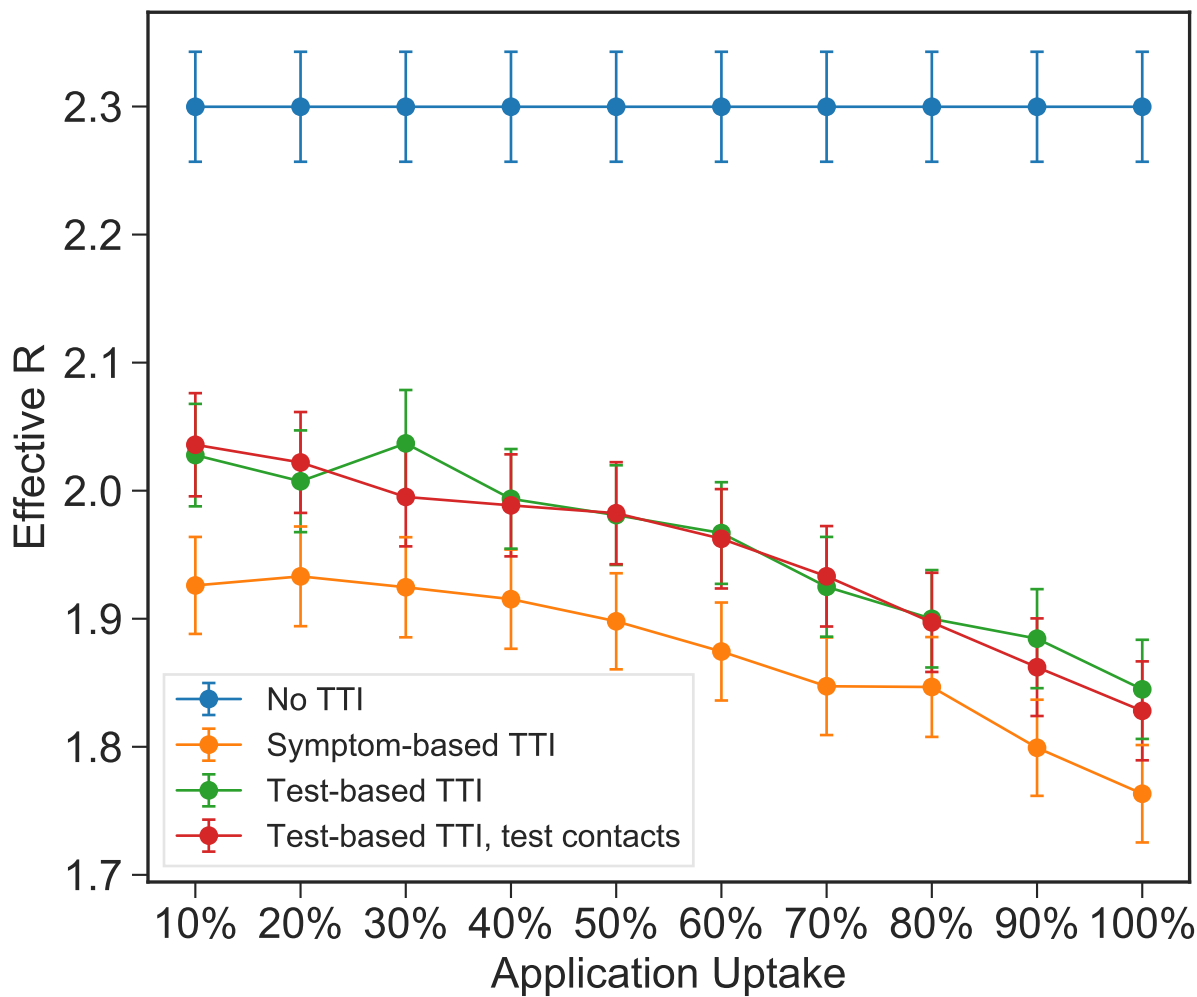 2.3
2.2
2.1
2.0
1.9
1.8
1.7
Effective R
No TTI
Symptom-based TTI
Test-based TTI
Test-based TTI, test contacts
10% 20% 30% 40% 50% 60% 70% 80% 90% 100%
Application Uptake